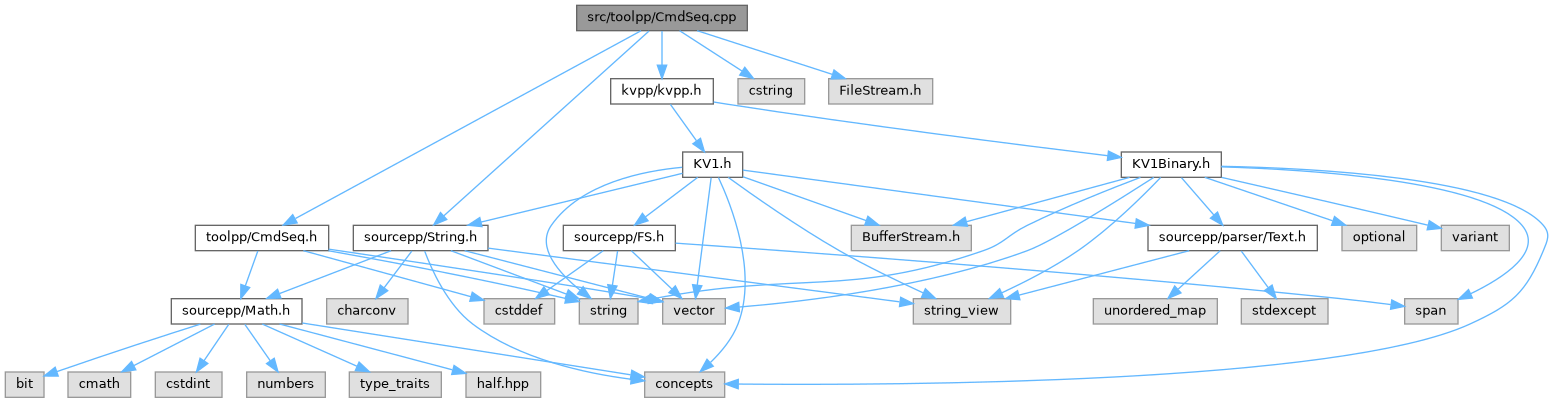 src/toolpp/CmdSeq.cpp
kvpp/kvpp.h
cstring
FileStream.h
KV1.h
KV1Binary.h
toolpp/CmdSeq.h
sourcepp/String.h
sourcepp/FS.h
BufferStream.h
sourcepp/parser/Text.h
optional
variant
sourcepp/Math.h
charconv
cstddef
string
vector
string_view
unordered_map
stdexcept
span
bit
cmath
cstdint
numbers
type_traits
half.hpp
concepts